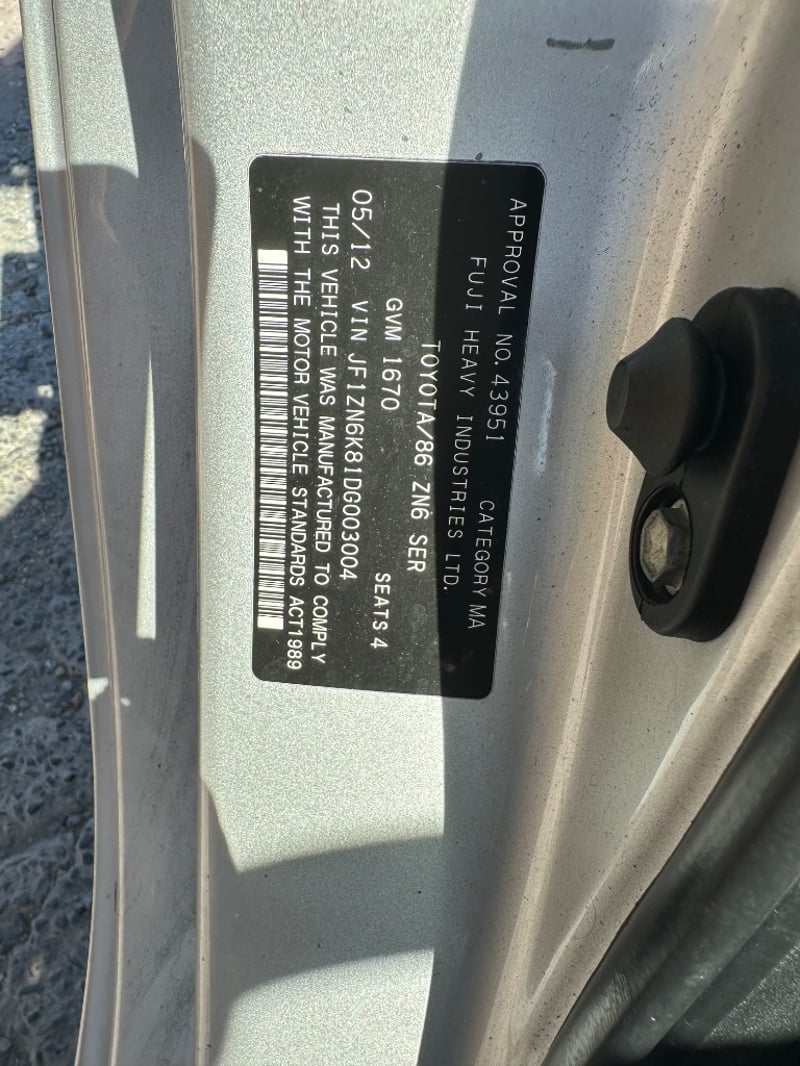 APPROVAL NO. 43951 CATEGORY MA
FUJI HEAVY INDUSTRIES LTD.
TOYOTA/86 ZN6 SER
GVM 1670 SEATS 4
05/12 VIN JF1ZN6K81DG003004
THIS VEHICLE WAS MANUFACTURED TO COMPLY
WITH THE MOTOR VEHICLE STANDARDS ACT1989